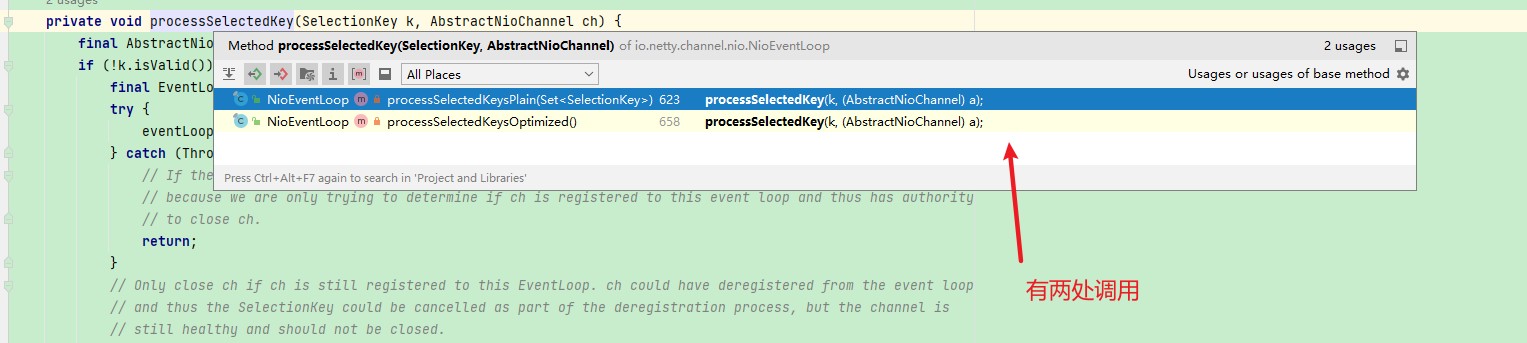 2 usages
private void processSelectedKey(SelectionKey k, AbstractNioChannel ch) {
final AbstractNio
Method processSelectedKey(SelectionKey, AbstractNioChannel) of io.netty.channel.nio.NioEventLoop 2 usages
if (!k.isValid())
All Places Usages or usages of base method
final EventLo
NioEventLoop m processSelectedKeysPlain(Set<SelectionKey>) 623 processSelectedKey(k, (AbstractNioChannel) a);
try {
NioEventLoop m processSelectedKeysOptimized() 658 processSelectedKey(k, (AbstractNioChannel) a);
eventLoop
} catch (Thro
// If the
Press Ctrl+Alt+F7 again to search in 'Project and Libraries'
// because we are only trying to determine if ch is registered to this event loop and thus has authority
// to close ch.
return;
}
有两处调用
// Only close ch if ch is still registered to this EventLoop. ch could have deregistered from the event loop
// and thus the SelectionKey could be cancelled as part of the deregistration process, but the channel is
// still healthy and should not be closed.